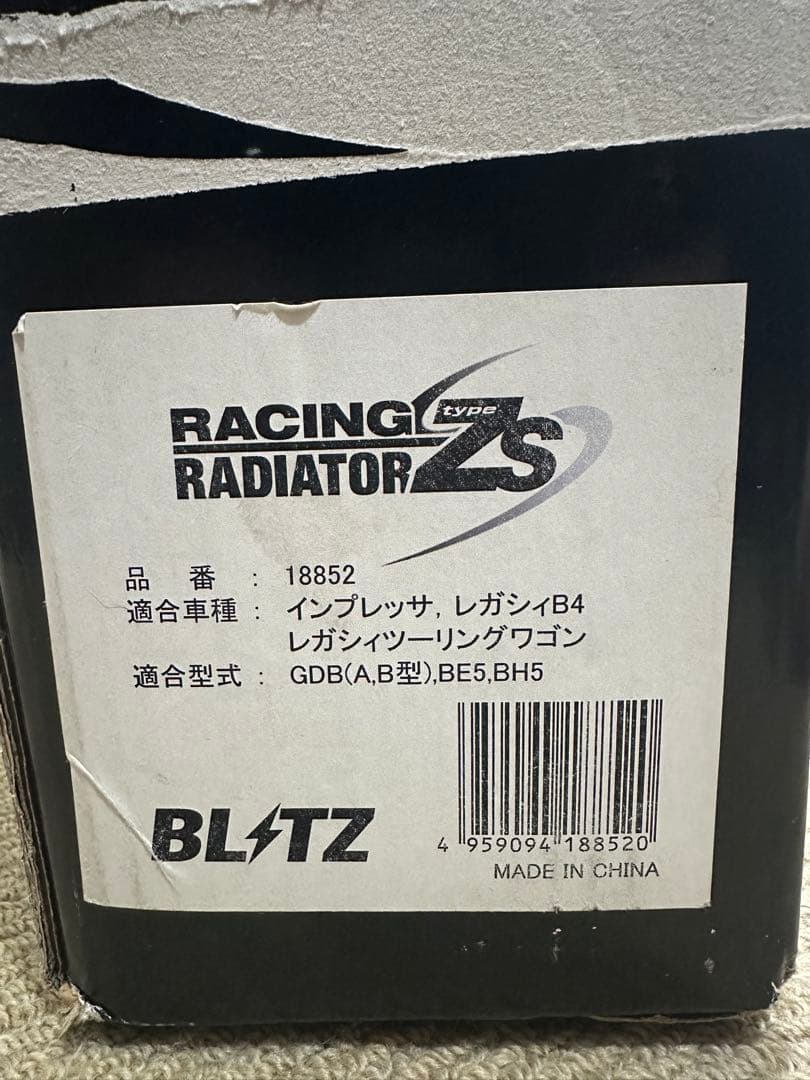 RACING type
RADIATOR ZS
品 番 : 18852
適合車種 : インプレッサ, レガシィB4
レガシィツーリングワゴン
適合型式 : GDB(A,B型),BE5,BH5
BLITZ
4 959094 188520
MADE IN CHINA